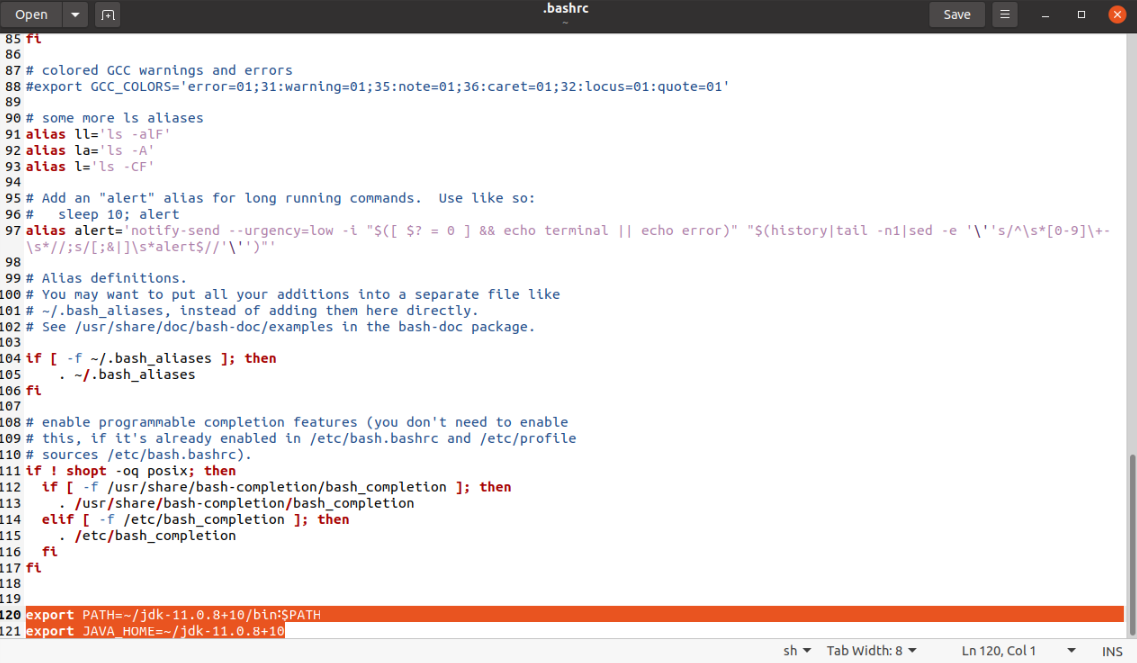 Open
.bashrc
~
Save
85 fi
86
87 # colored GCC warnings and errors
88 #export GCC_COLORS='error=01;31:warning=01;35:note=01;36:caret=01;32:locus=01:quote=01'
89
90 # some more ls aliases
91 alias ll='ls -alF'
92 alias la='ls -A'
93 alias l='ls -CF'
94
95 # Add an "alert" alias for long running commands.  Use like so:
96 #   sleep 10; alert
97 alias alert='notify-send --urgency=low -i "$([ $? = 0 ] && echo terminal || echo error)" "$(history|tail -n1|sed -e '\''s/^\s*[0-9]\+-
\s*//;s/[;&|]\s*alert$//'\'')"'
98
99 # Alias definitions.
100 # You may want to put all your additions into a separate file like
101 # ~/.bash_aliases, instead of adding them here directly.
102 # See /usr/share/doc/bash-doc/examples in the bash-doc package.
103
104 if [ -f ~/.bash_aliases ]; then
105     . ~/.bash_aliases
106 fi
107
108 # enable programmable completion features (you don't need to enable
109 # this, if it's already enabled in /etc/bash.bashrc and /etc/profile
110 # sources /etc/bash.bashrc).
111 if ! shopt -oq posix; then
112   if [ -f /usr/share/bash-completion/bash_completion ]; then
113     . /usr/share/bash-completion/bash_completion
114   elif [ -f /etc/bash_completion ]; then
115     . /etc/bash_completion
116   fi
117 fi
118
119
120 export PATH=~/jdk-11.0.8+10/bin:$PATH
121 export JAVA_HOME=~/jdk-11.0.8+10
sh
Tab Width: 8
Ln 120, Col 1
INS